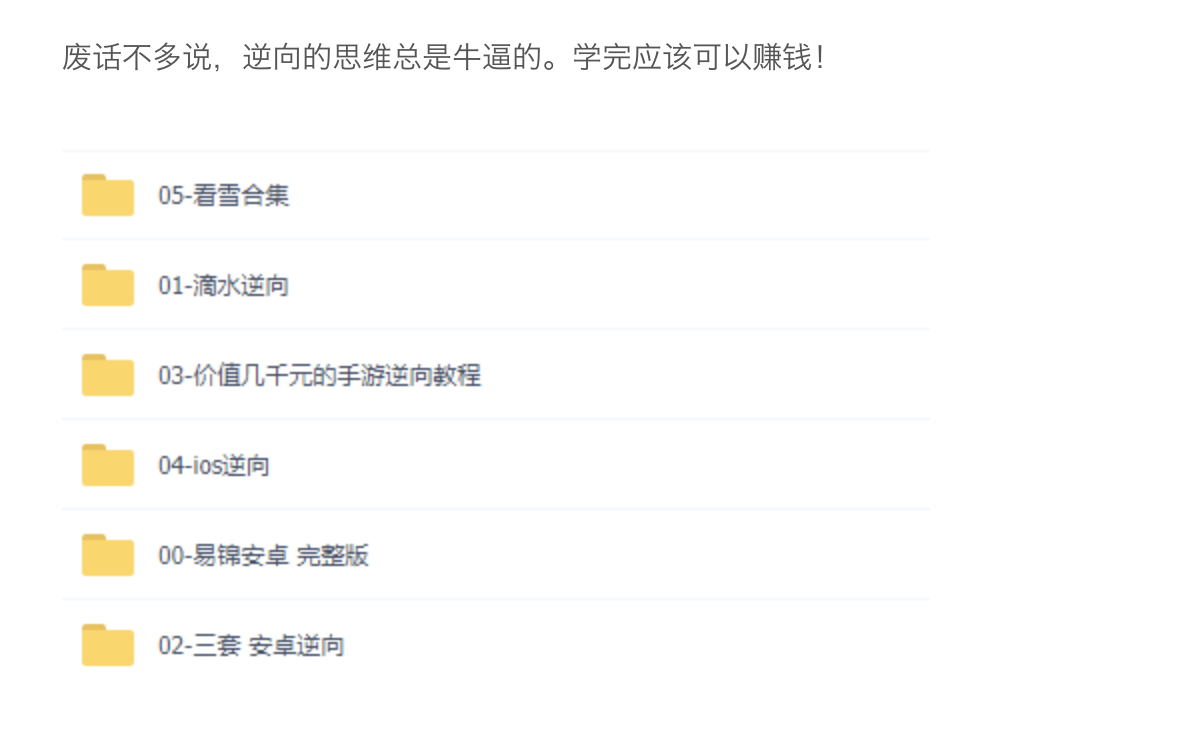 废话不多说，逆向的思维总是牛逼的。学完应该可以赚钱！
05-看雪合集
01-滴水逆向
03-价值几千元的手游逆向教程
04-ios逆向
00-易锦安卓 完整版
02-三套 安卓逆向